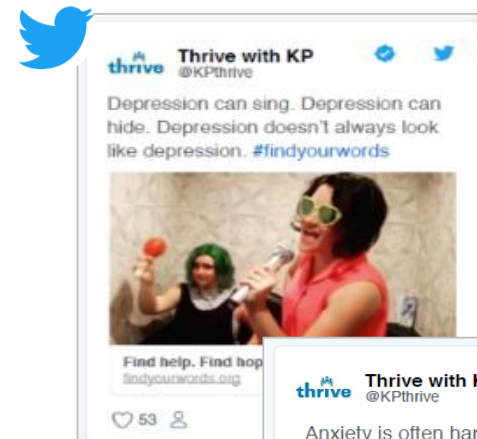 thrive Thrive with KP
@KPthrive
Depression can sing. Depression can
hide. Depression doesn't always look
like depression. #findyourwords
Find help. Find hop
findyourwords.org
53
thrive Thrive with K
@KPthrive
Anxiety is often har